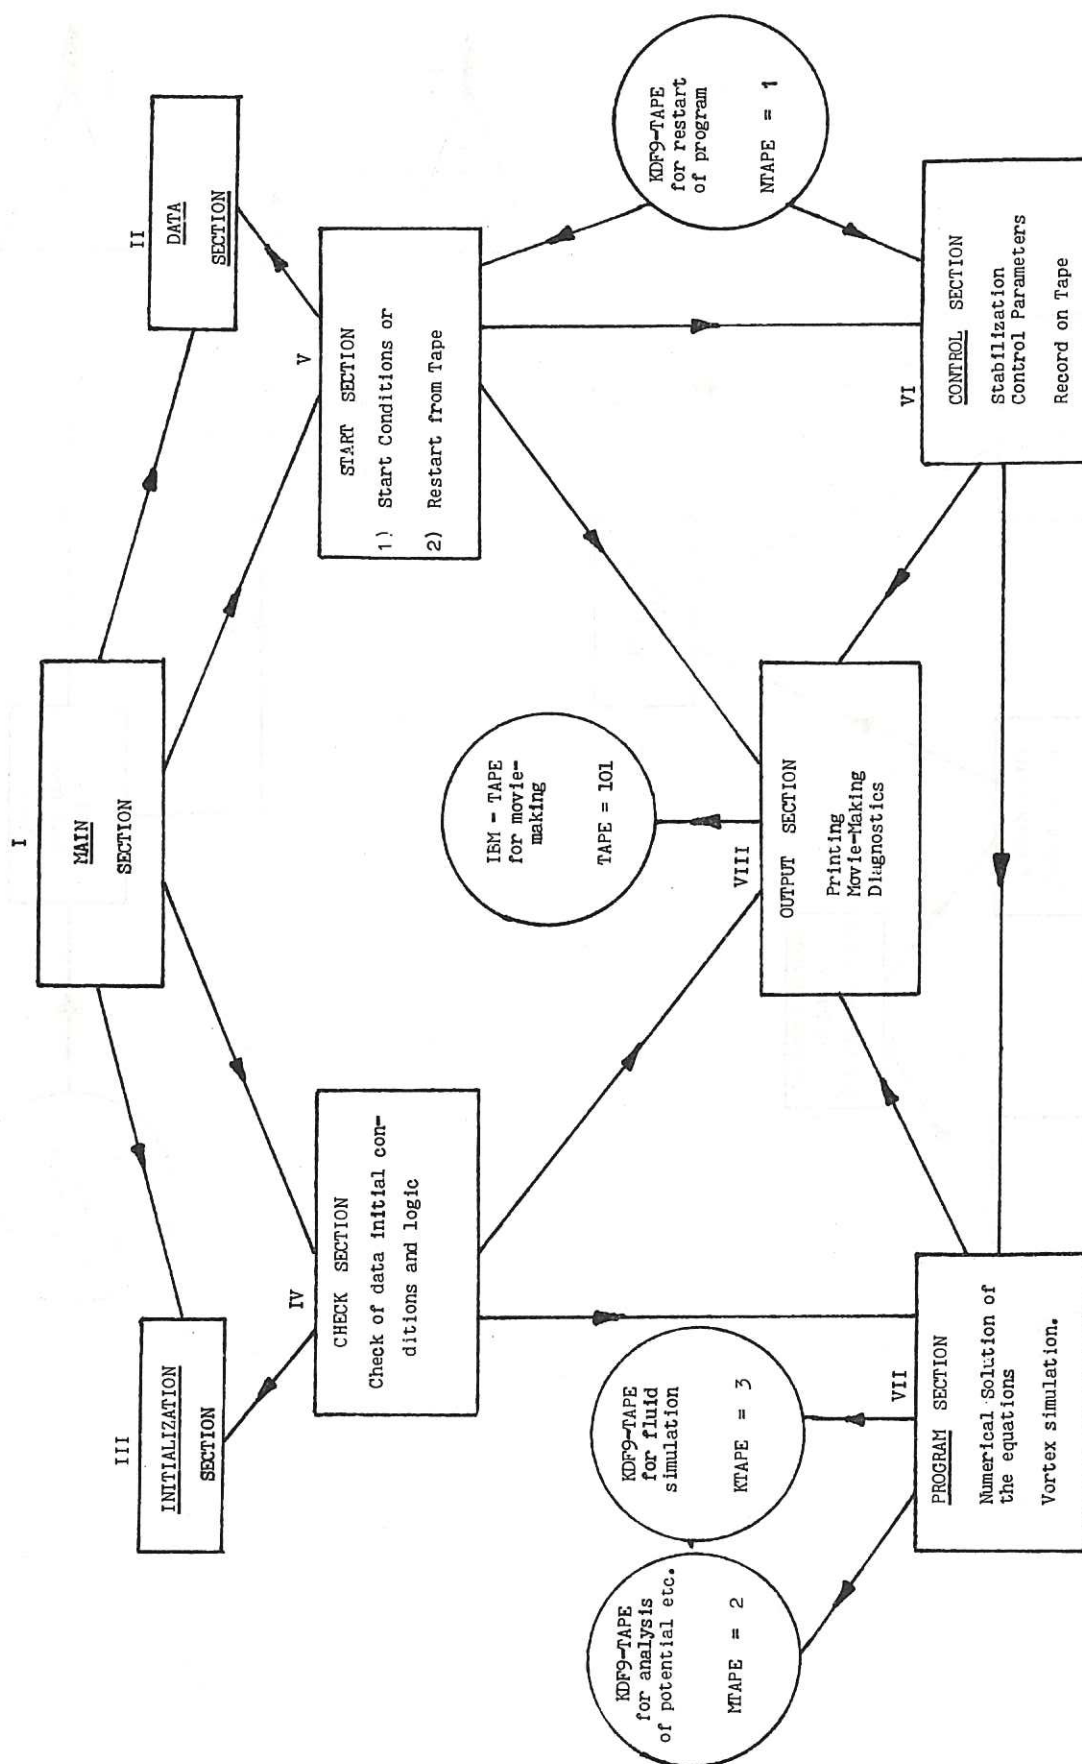 I
MAIN
SECTION
III
INITIALIZATION
SECTION
II
DATA
SECTION
IV
CHECK SECTION
Check of data initial con-
ditions and logic
V
START SECTION
1) Start Conditions or
2) Restart from Tape
IBM - TAPE
for movie-
making
TAPE = 101
KDF9-TAPE
for analysis
of potential etc.
MTAPE = 2
KDF9-TAPE
for fluid
simulation
KTAPE = 3
KDF9-TAPE
for restart
of program
NTAPE = 1
VIII
OUTPUT SECTION
Printing
Movie-Making
Diagnostics
VII
PROGRAM SECTION
Numerical Solution of
the equations
Vortex simulation.
VI
CONTROL SECTION
Stabilization
Control Parameters
Record on Tape